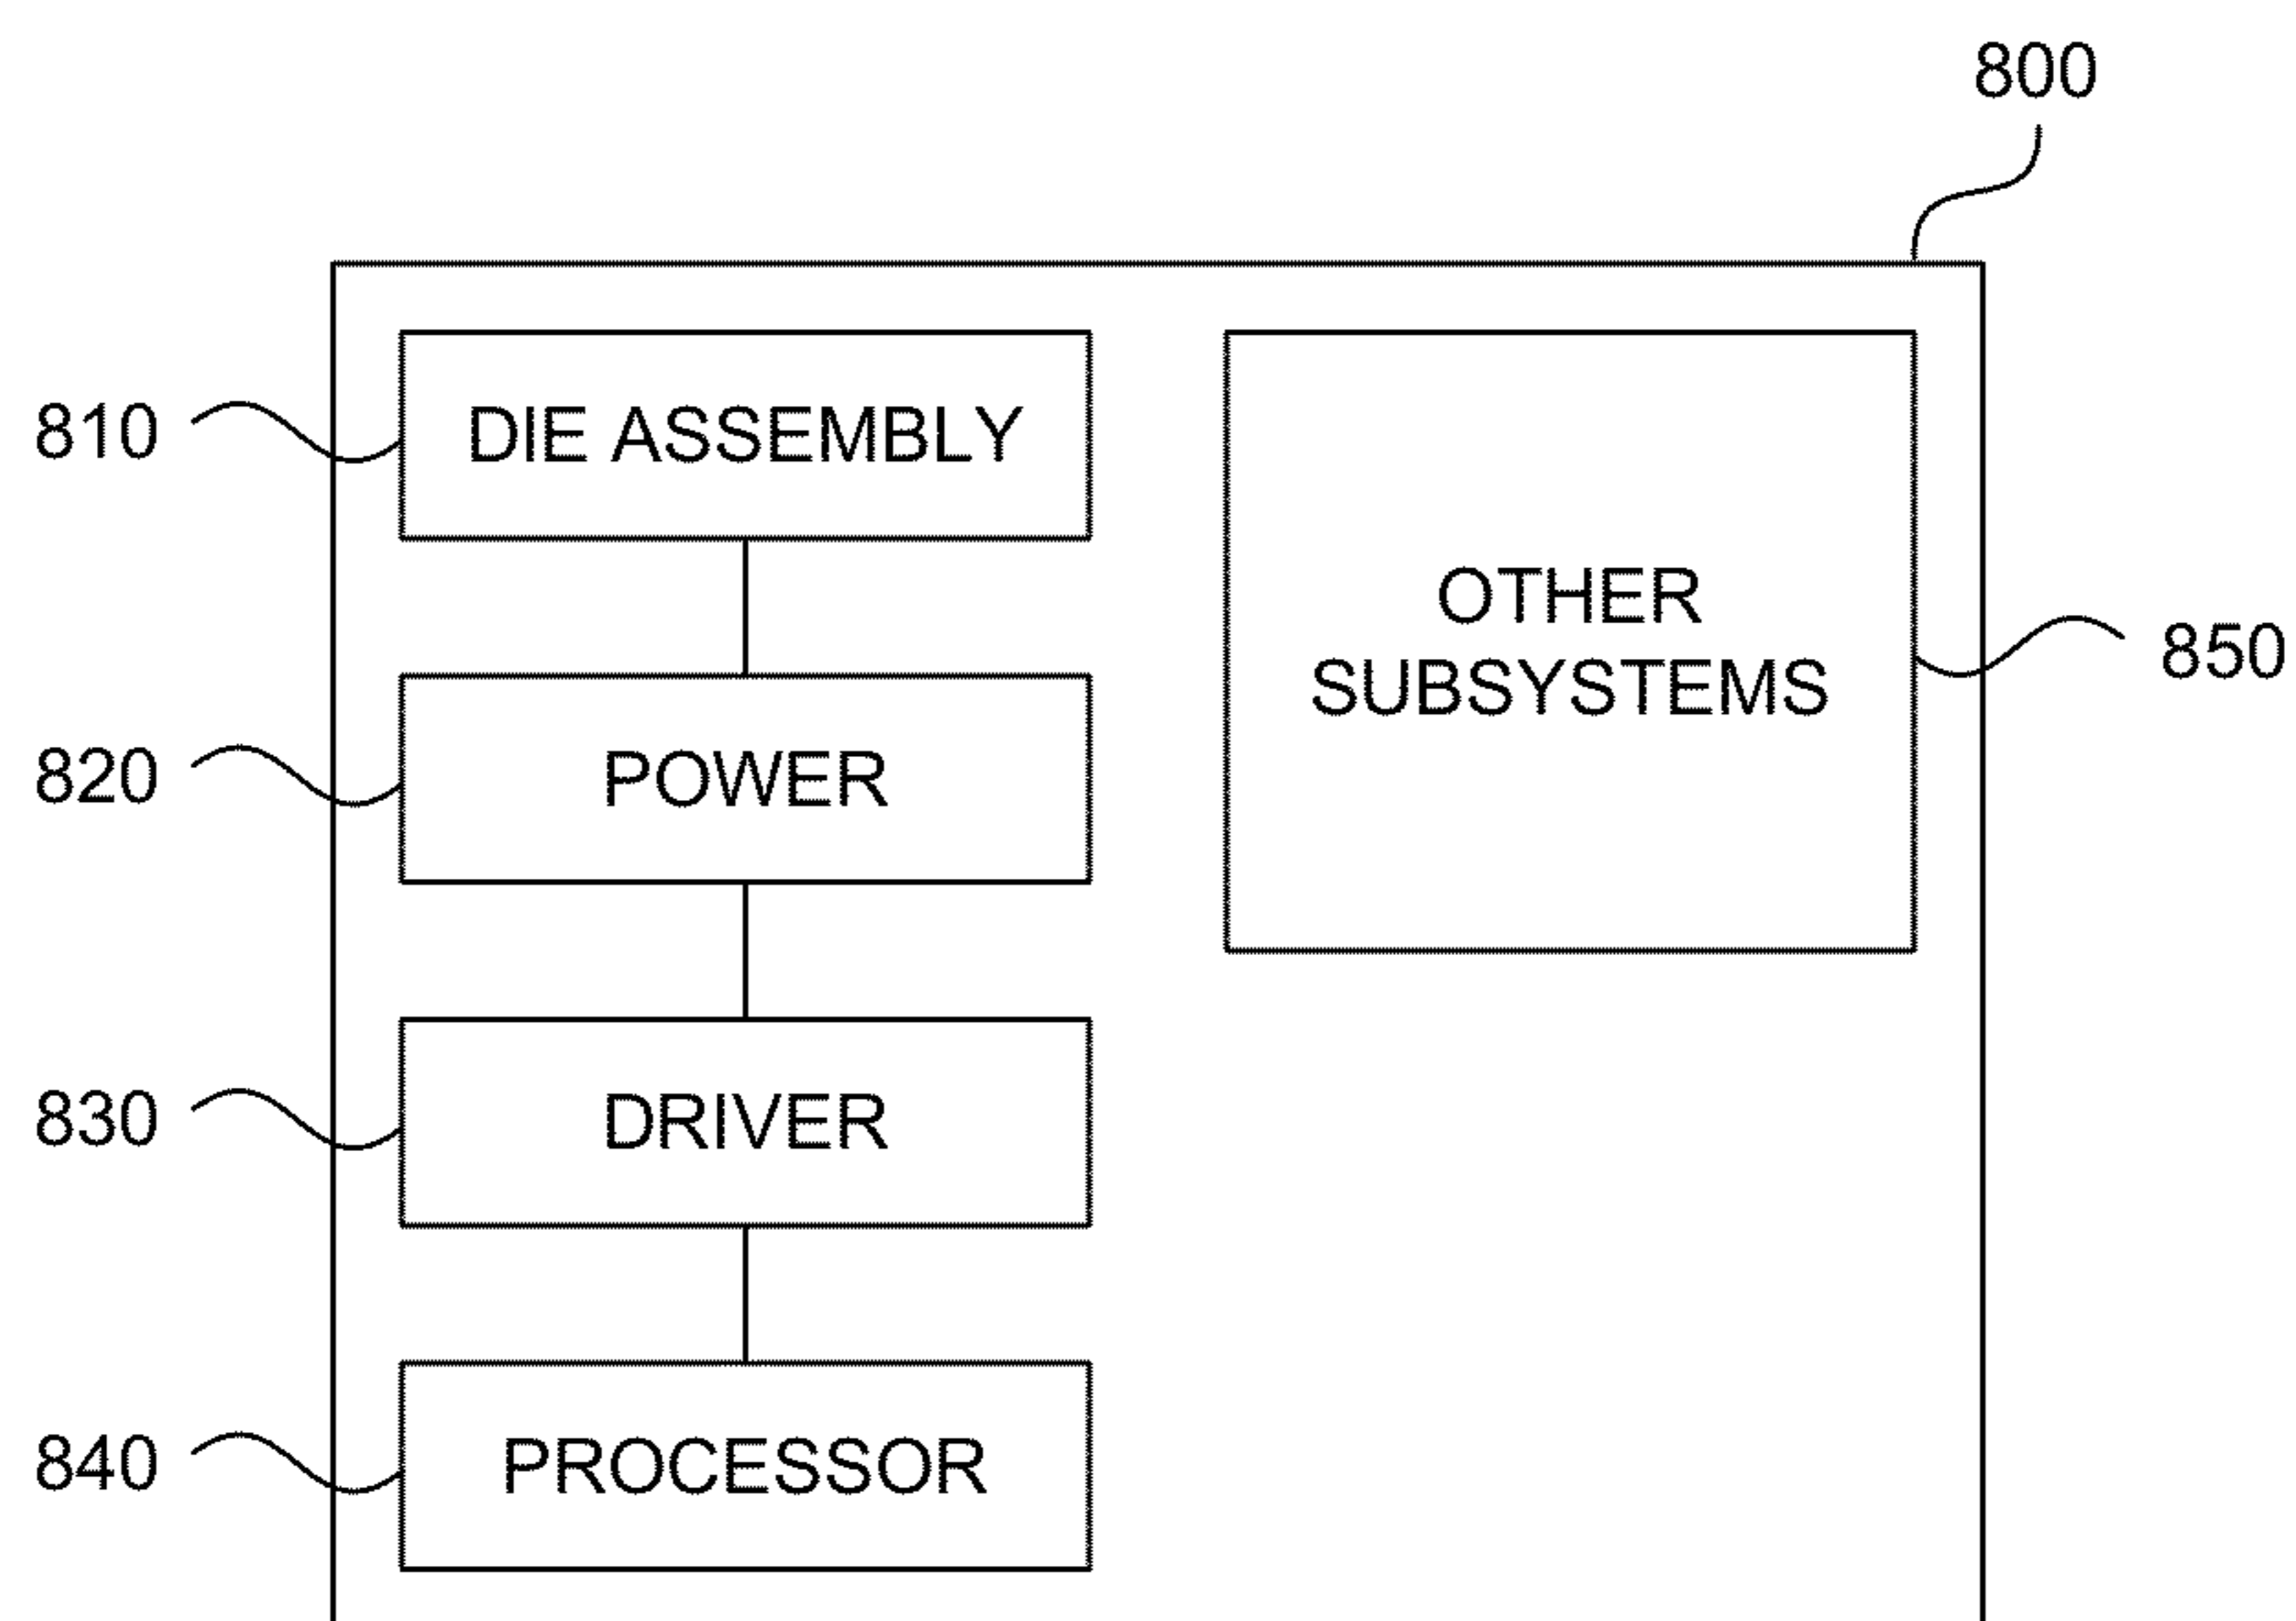 800
810
DIE ASSEMBLY
OTHER
SUBSYSTEMS
850
820
POWER
830
DRIVER
840
PROCESSOR